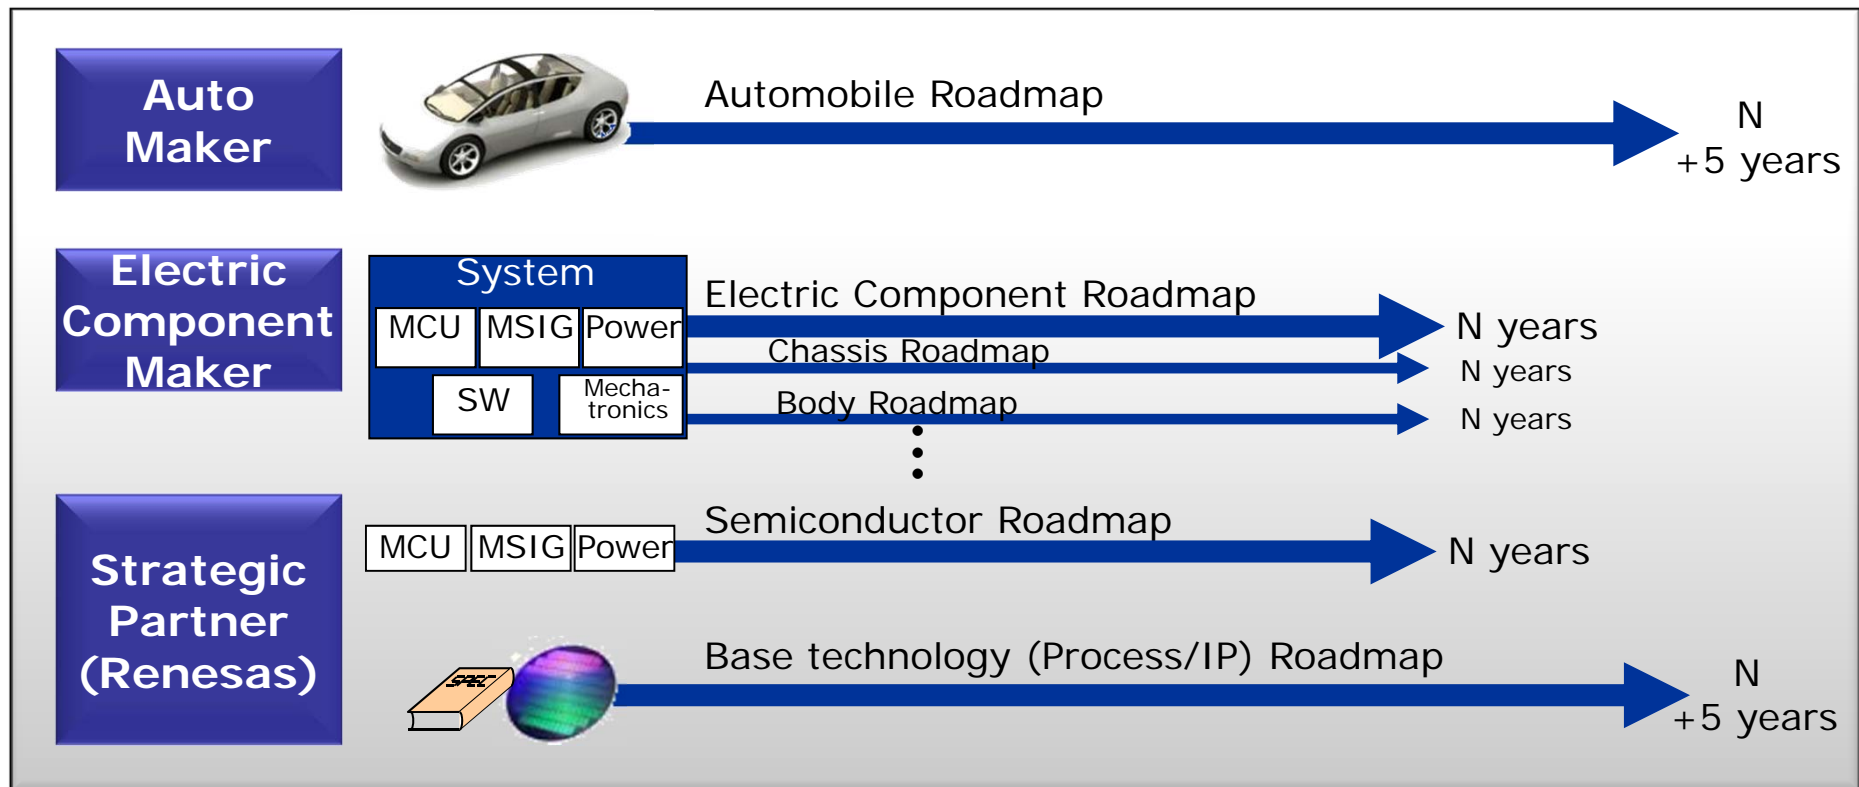 Auto
Maker
Automobile Roadmap
N
+5 years
Electric
Component
Maker
System
MCU
MSIG
Power
SW
Mecha-
tronics
Electric Component Roadmap
N years
Chassis Roadmap
N years
Body Roadmap
N years
Strategic
Partner
(Renesas)
MCU
MSIG
Power
Semiconductor Roadmap
N years
SPEC
Base technology (Process/IP) Roadmap
N
+5 years